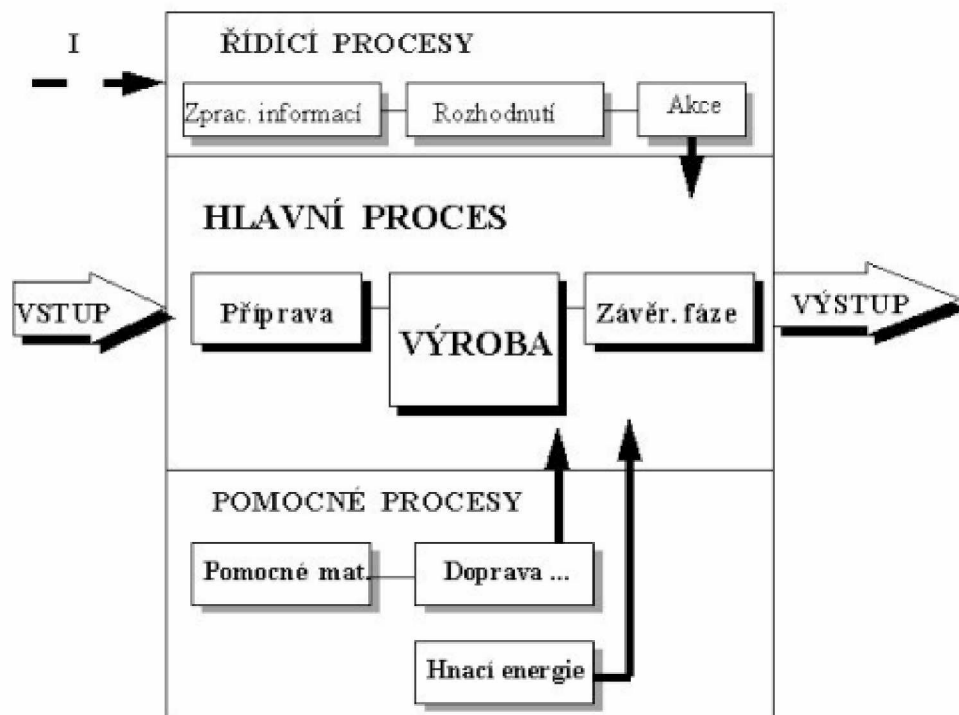 I
ŘÍDÍCÍ PROCESY
Zprac. informací
Rozhodnutí
Akce
HLAVNÍ PROCES
VSTUP
Příprava
VÝROBA
Závěr. fáze
VÝSTUP
POMOCNÉ PROCESY
Pomocné mat.
Doprava ...
Hnací energie